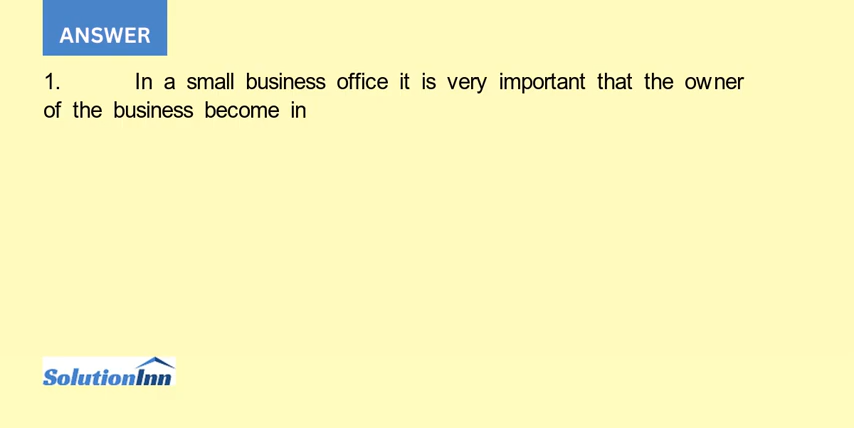 ANSWER
1. In a small business office it is very important that the owner
of the business become in
SolutionInn